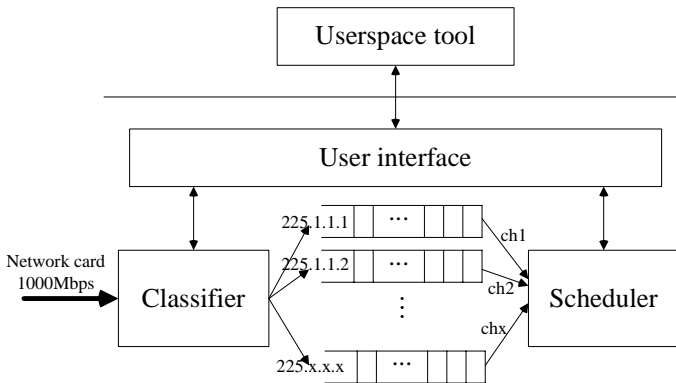 Userspace tool
User interface
225.1.1.1
...
ch1
Network card
1000Mbps
Classifier
225.1.1.2
...
ch2
Scheduler
...
chx
225.x.x.x
...